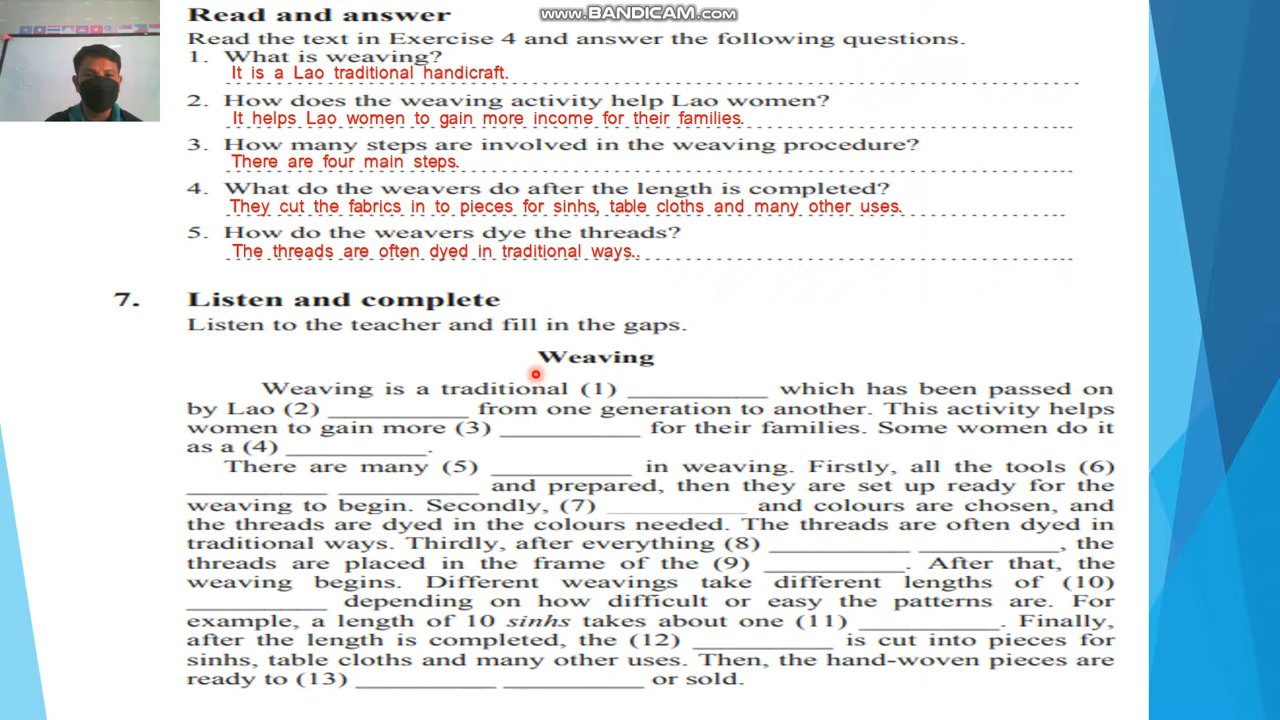 www.BANDICAM.com
Read and answer
Read the text in Exercise 4 and answer the following questions.
1. What is weaving?
It is a Lao traditional handicraft.
2. How does the weaving activity help Lao women?
It helps Lao women to gain more income for their families.
3. How many steps are involved in the weaving procedure?
There are four main steps.
4. What do the weavers do after the length is completed?
They cut the fabrics in to pieces for sinhs, table cloths and many other uses.
5. How do the weavers dye the threads?
The threads are often dyed in traditional ways..
7. Listen and complete
Listen to the teacher and fill in the gaps.
Weaving
Weaving is a traditional (1) ____________ which has been passed on
by Lao (2) ____________ from one generation to another. This activity helps
women to gain more (3) ____________ for their families. Some women do it
as a (4) ____________.
There are many (5) ____________ in weaving. Firstly, all the tools (6)
____________ ____________ and prepared, then they are set up ready for the
weaving to begin. Secondly, (7) ____________ and colours are chosen, and
the threads are dyed in the colours needed. The threads are often dyed in
traditional ways. Thirdly, after everything (8) ____________ ____________, the
threads are placed in the frame of the (9) ____________. After that, the
weaving begins. Different weavings take different lengths of (10)
____________ depending on how difficult or easy the patterns are. For
example, a length of 10 sinhs takes about one (11) ____________. Finally,
after the length is completed, the (12) ____________ is cut into pieces for
sinhs, table cloths and many other uses. Then, the hand-woven pieces are
ready to (13) ____________ ____________ or sold.